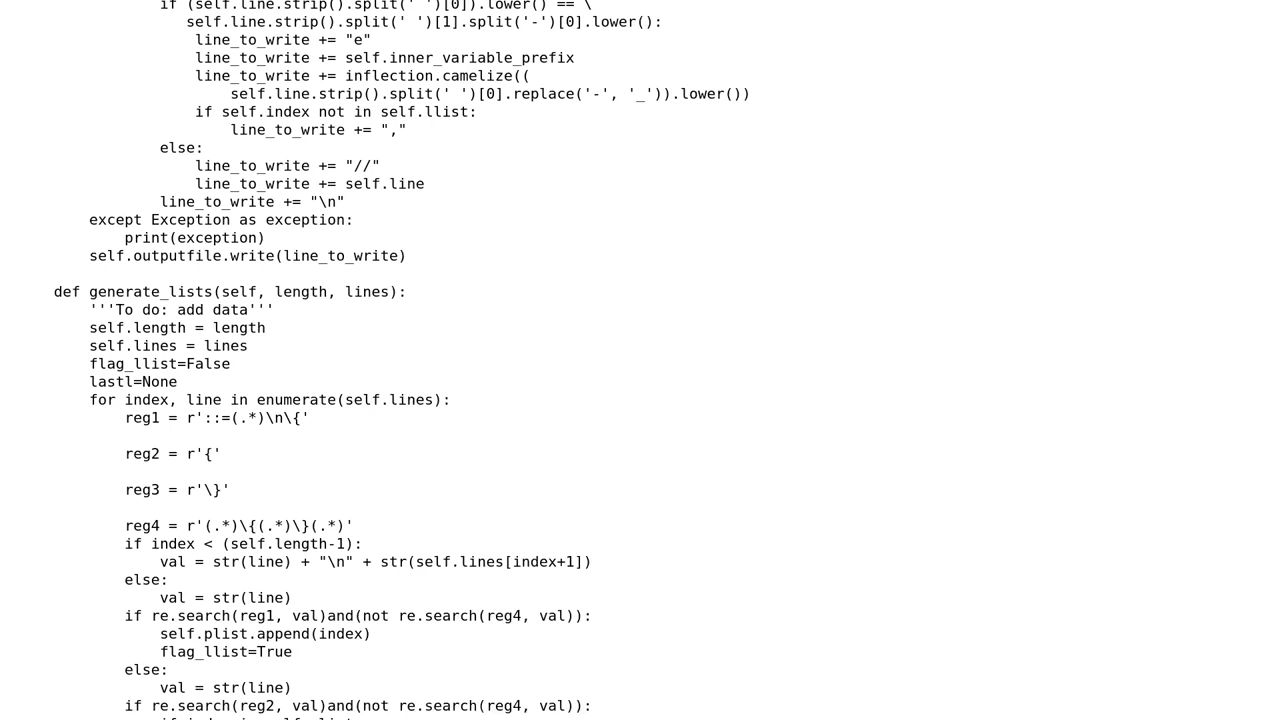 if (self.line.strip().split(' ')[0]).lower() == \
self.line.strip().split(' ')[1].split('-')[0].lower():
line_to_write += "e"
line_to_write += self.inner_variable_prefix
line_to_write += inflection.camelize((
self.line.strip().split(' ')[0].replace('-', '_')).lower())
if self.index not in self.llist:
line_to_write += ","
else:
line_to_write += "//"
line_to_write += self.line
line_to_write += "\n"
except Exception as exception:
print(exception)
self.outputfile.write(line_to_write)
def generate_lists(self, length, lines):
'''To do: add data'''
self.length = length
self.lines = lines
flag_llist=False
lastl=None
for index, line in enumerate(self.lines):
reg1 = r'::=(.*)\n\{'
reg2 = r'{'
reg3 = r'\}'
reg4 = r'(.*)\{(.*)\}(.*)'
if index < (self.length-1):
val = str(line) + "\n" + str(self.lines[index+1])
else:
val = str(line)
if re.search(reg1, val)and(not re.search(reg4, val)):
self.plist.append(index)
flag_llist=True
else:
val = str(line)
if re.search(reg2, val)and(not re.search(reg4, val)):